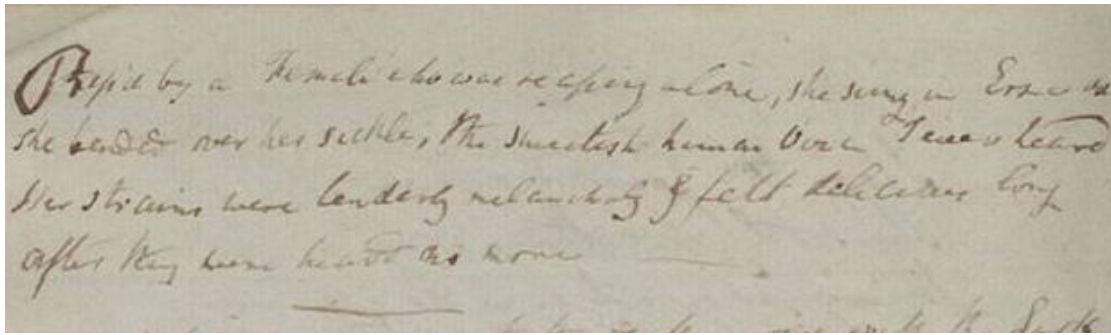 Pass'd by a Female who was reaping alone, she sung in Erse as
she bended over her sickle, the sweetest human Voice I ever heard
Her strains were tenderly melancholy & felt delicious long
after they were heard no more